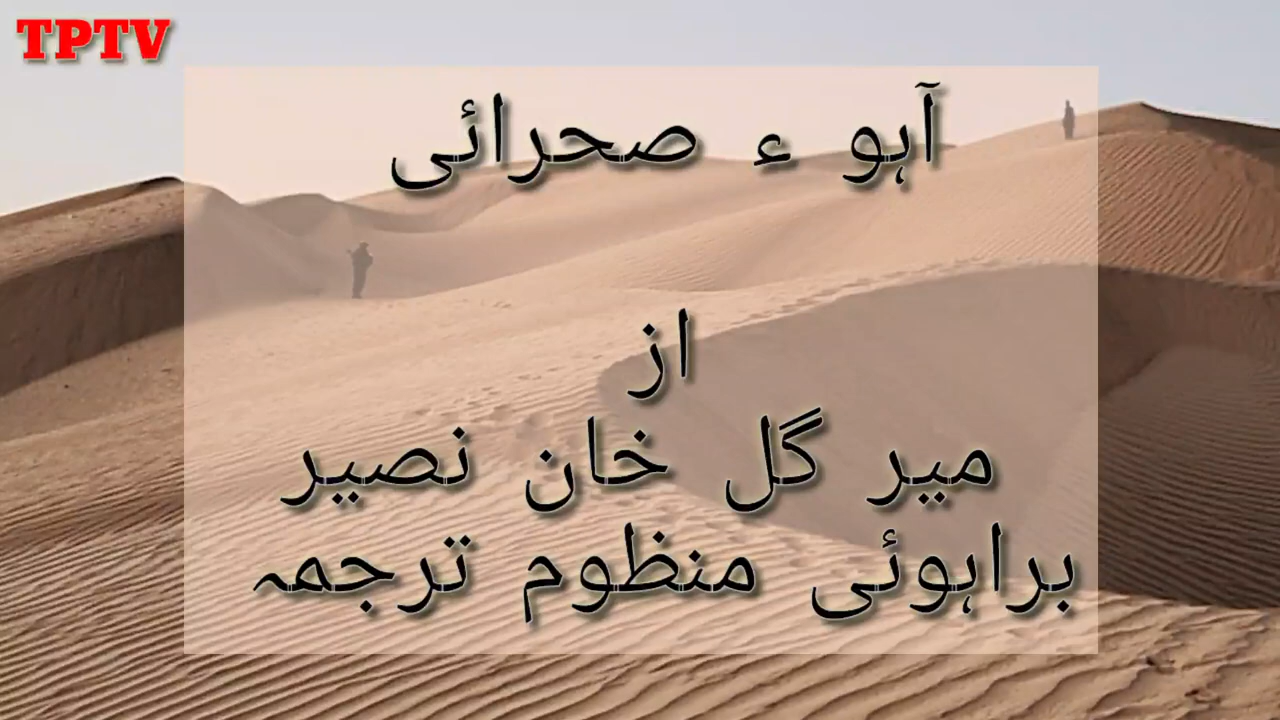 TPTV
آہو ء صحرائی
از
میر گل خان نصیر
براہوئی منظوم ترجمہ